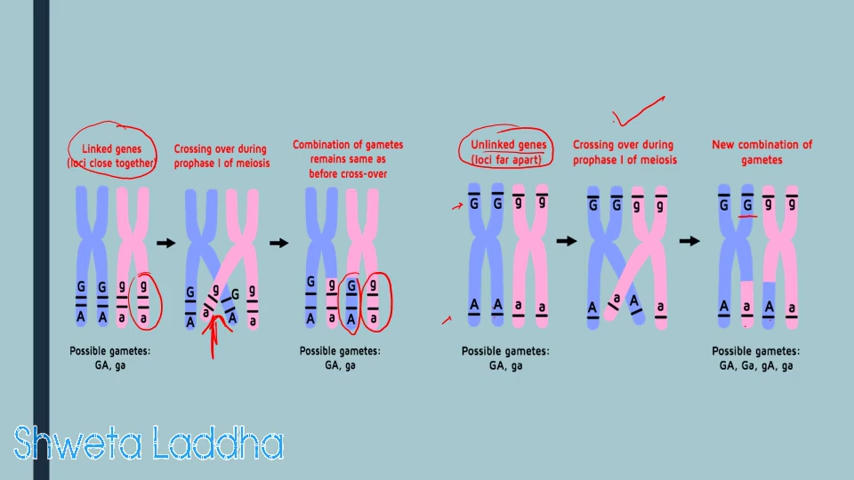 Linked genes
(loci close together)
Crossing over during
prophase I of meiosis
Combination of gametes
remains same as
before cross-over
G G g g
A A a a
G g G g
A a A a
G g G g
A a A a
Possible gametes:
GA, ga
Possible gametes:
GA, ga
Unlinked genes
(loci far apart)
Crossing over during
prophase I of meiosis
New combination of
gametes
G G g g
A A a a
G G g g
A a A a
G G g g
A a A a
Possible gametes:
GA, ga
Possible gametes:
GA, Ga, gA, ga
Shweta Laddha